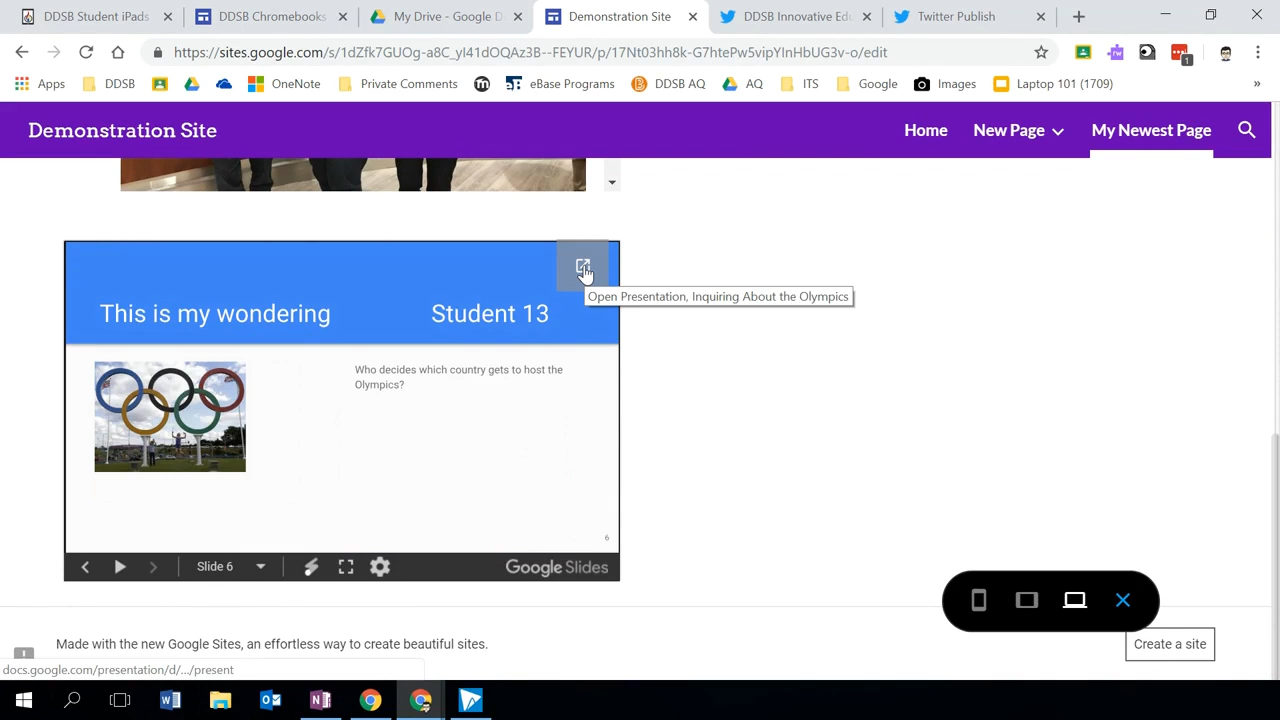 DDSB Student iPads
DDSB Chromebooks
My Drive - Google D
Demonstration Site
DDSB Innovative Edu
Twitter Publish
https://sites.google.com/s/1dZfk7GUOg-a8C_yl41dOQAz3B--FEYUR/p/17Nt03hh8k-G7htePw5vipYlnHbUG3v-o/edit
1
Apps
DDSB
OneNote
Private Comments
eBase Programs
DDSB AQ
AQ
ITS
Google
Images
Laptop 101 (1709)
»
Demonstration Site
Home
New Page
My Newest Page
Open Presentation, Inquiring About the Olympics
This is my wondering
Student 13
Who decides which country gets to host the
Olympics?
6
Slide 6
Google Slides
Made with the new Google Sites, an effortless way to create beautiful sites.
Create a site
docs.google.com/presentation/d/.../present